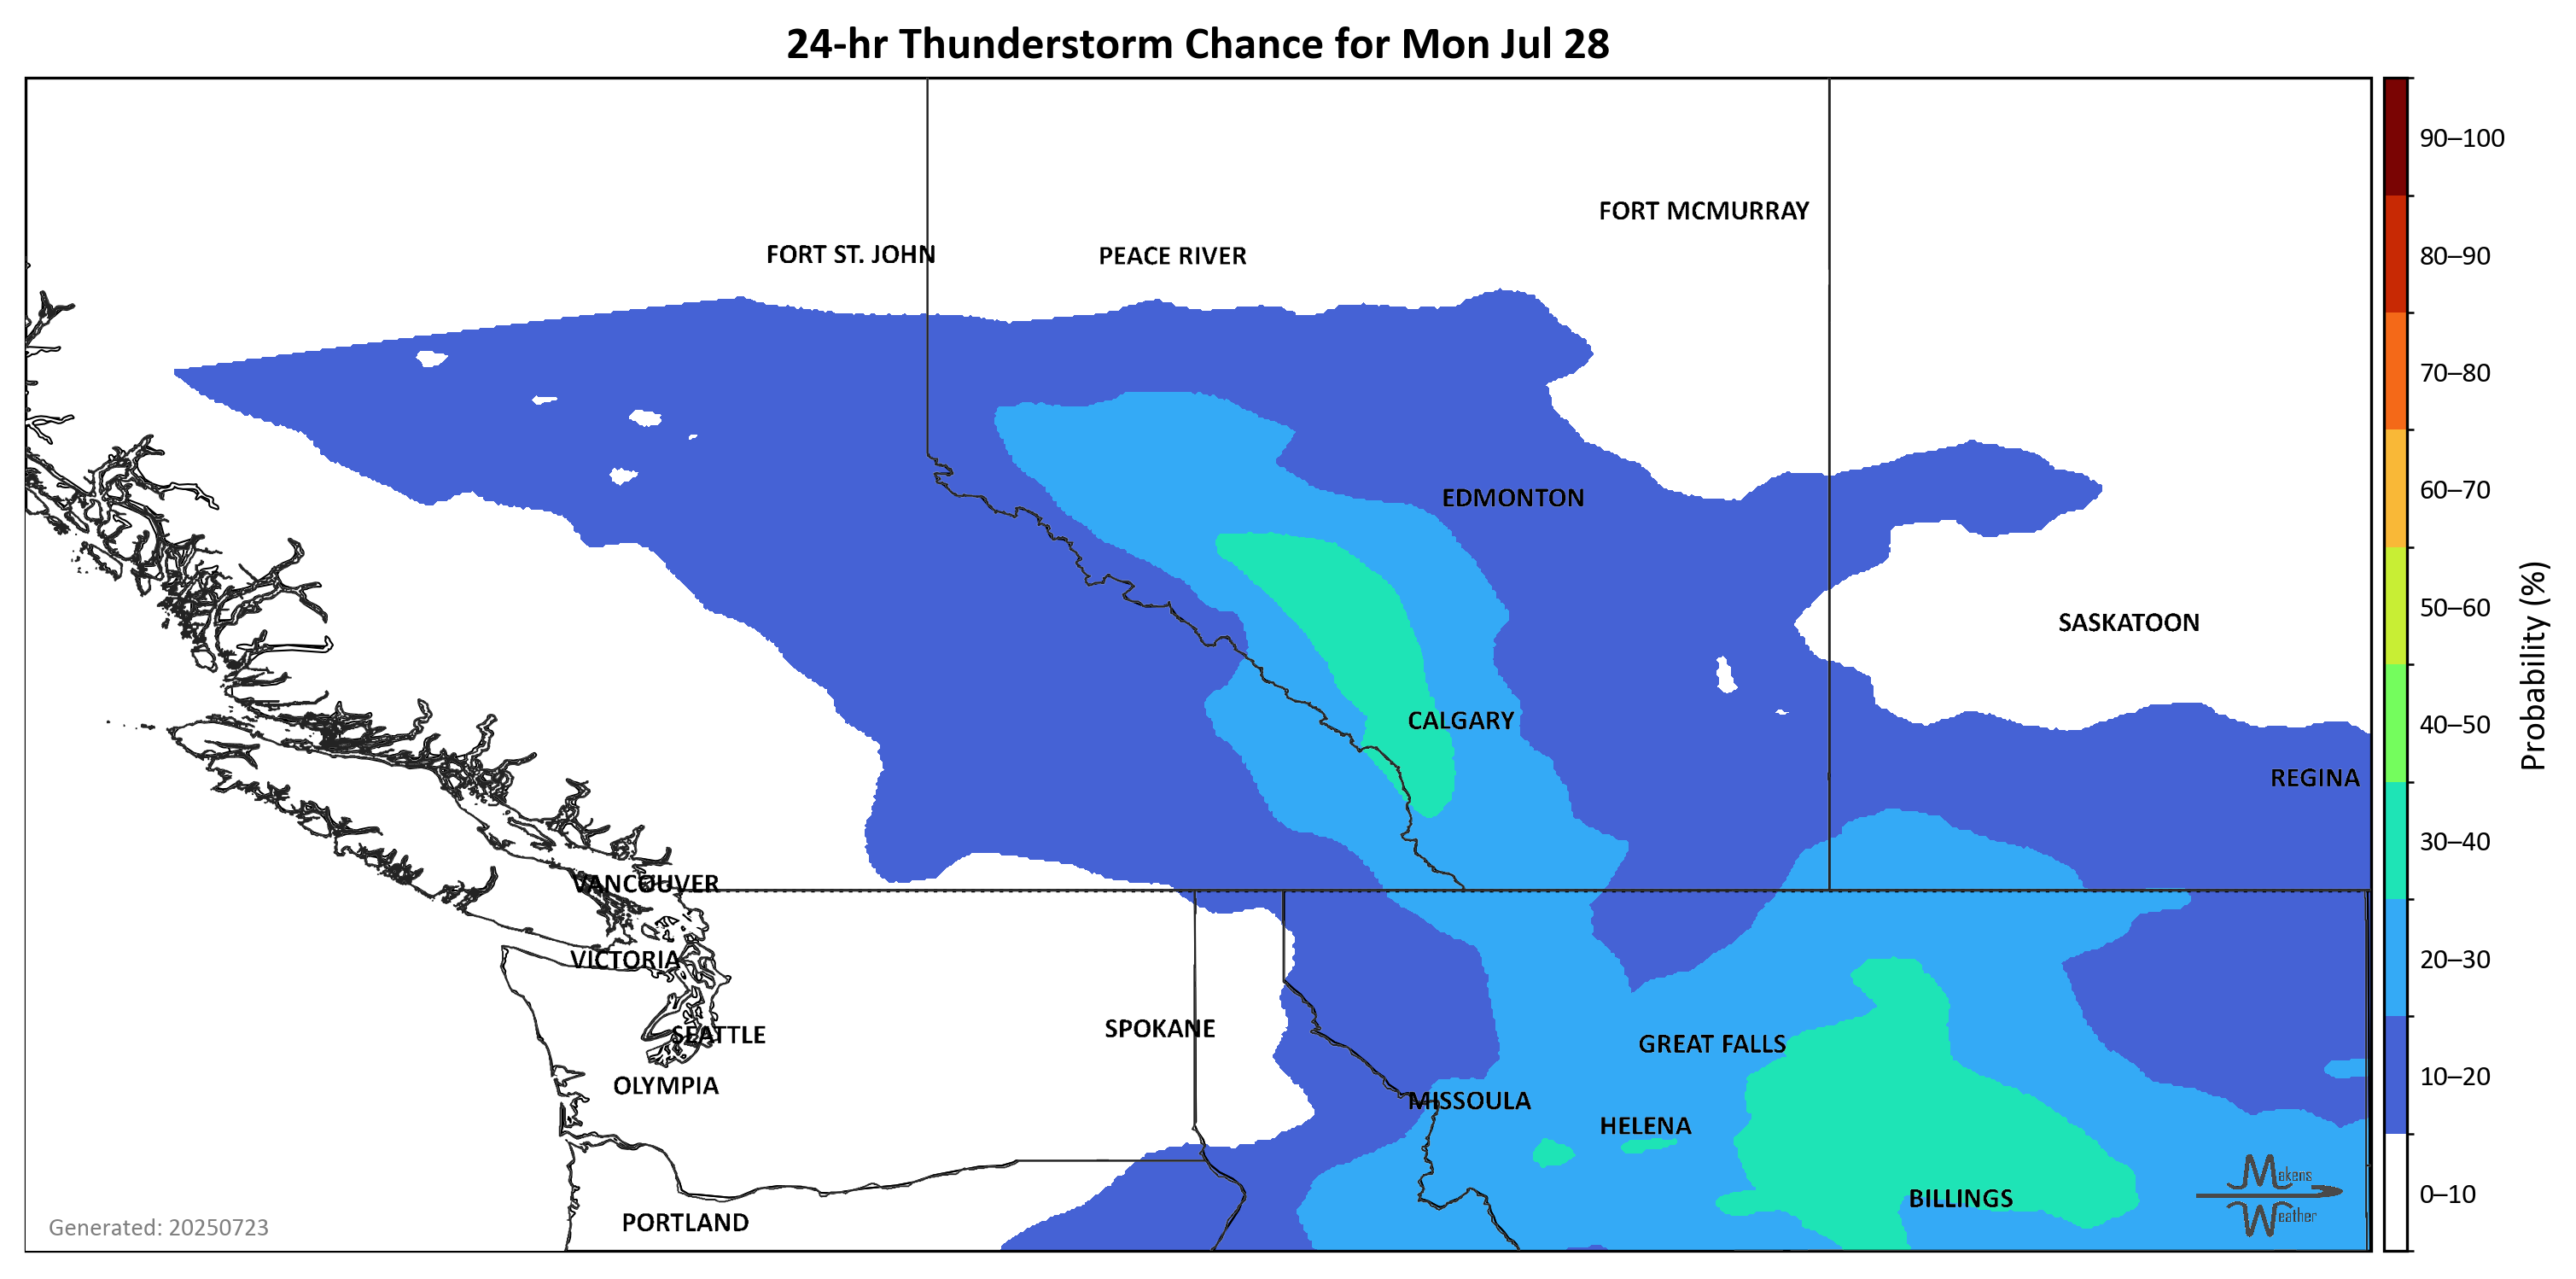 24-hr Thunderstorm Chance for Mon Jul 28
90–100
FORT MCMURRAY
FORT ST. JOHN
PEACE RIVER
80–90
70–80
EDMONTON
60–70
SASKATOON
50–60
Probability (%)
CALGARY
40–50
REGINA
30–40
VANCOUVER
VICTORIA
20–30
SEATTLE
SPOKANE
GREAT FALLS
OLYMPIA
10–20
MISSOULA
HELENA
Makens
Weather
BILLINGS
0–10
PORTLAND
Generated: 20250723